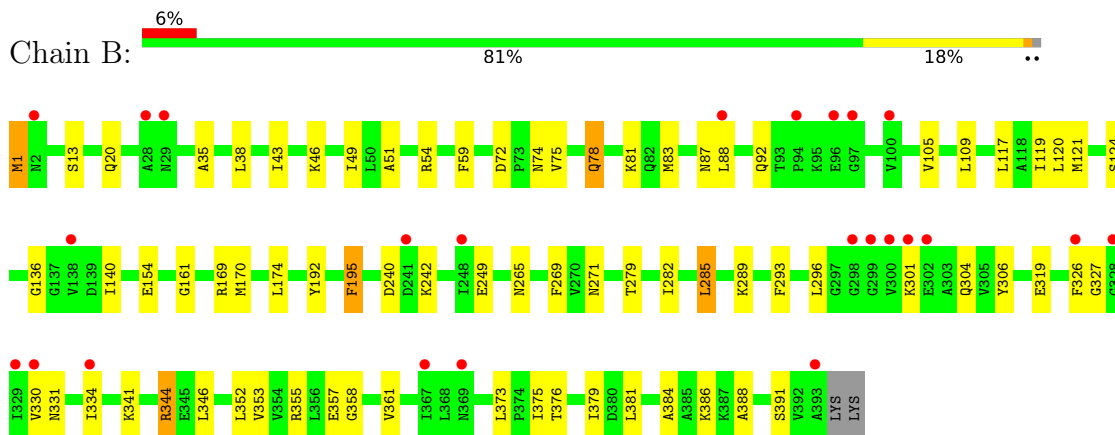 6%
Chain B:
81% 18% ••
M1 N2 S13 Q20 A28 N29 A35 L38 I43 K46 I49 L50 A51 R54 F59 D72 P73 N74 V75 Q78 K81 Q82 M83 N87 L88 Q92 T93 P94 K95 E96 G97 V100 V105 L109 L117 A118 I119 L120 M121 S124
G136 G137 V138 D139 I140 E154 G161 R169 M170 L174 Y192 F195 D240 D241 K242 I248 E249 N265 F269 V270 N271 T279 I282 L285 K289 F293 L296 G297 G298 G299 V300 K301 E302 A303 Q304 V305 Y306 E319 F326 G327 G328
I329 V330 N331 I334 K341 R344 E345 L346 L352 V353 V354 R355 L356 E357 G358 V361 I367 L368 N369 L373 P374 I375 T376 I379 D380 L381 A384 A385 K386 K387 A388 S391 V392 A393 LYS LYS